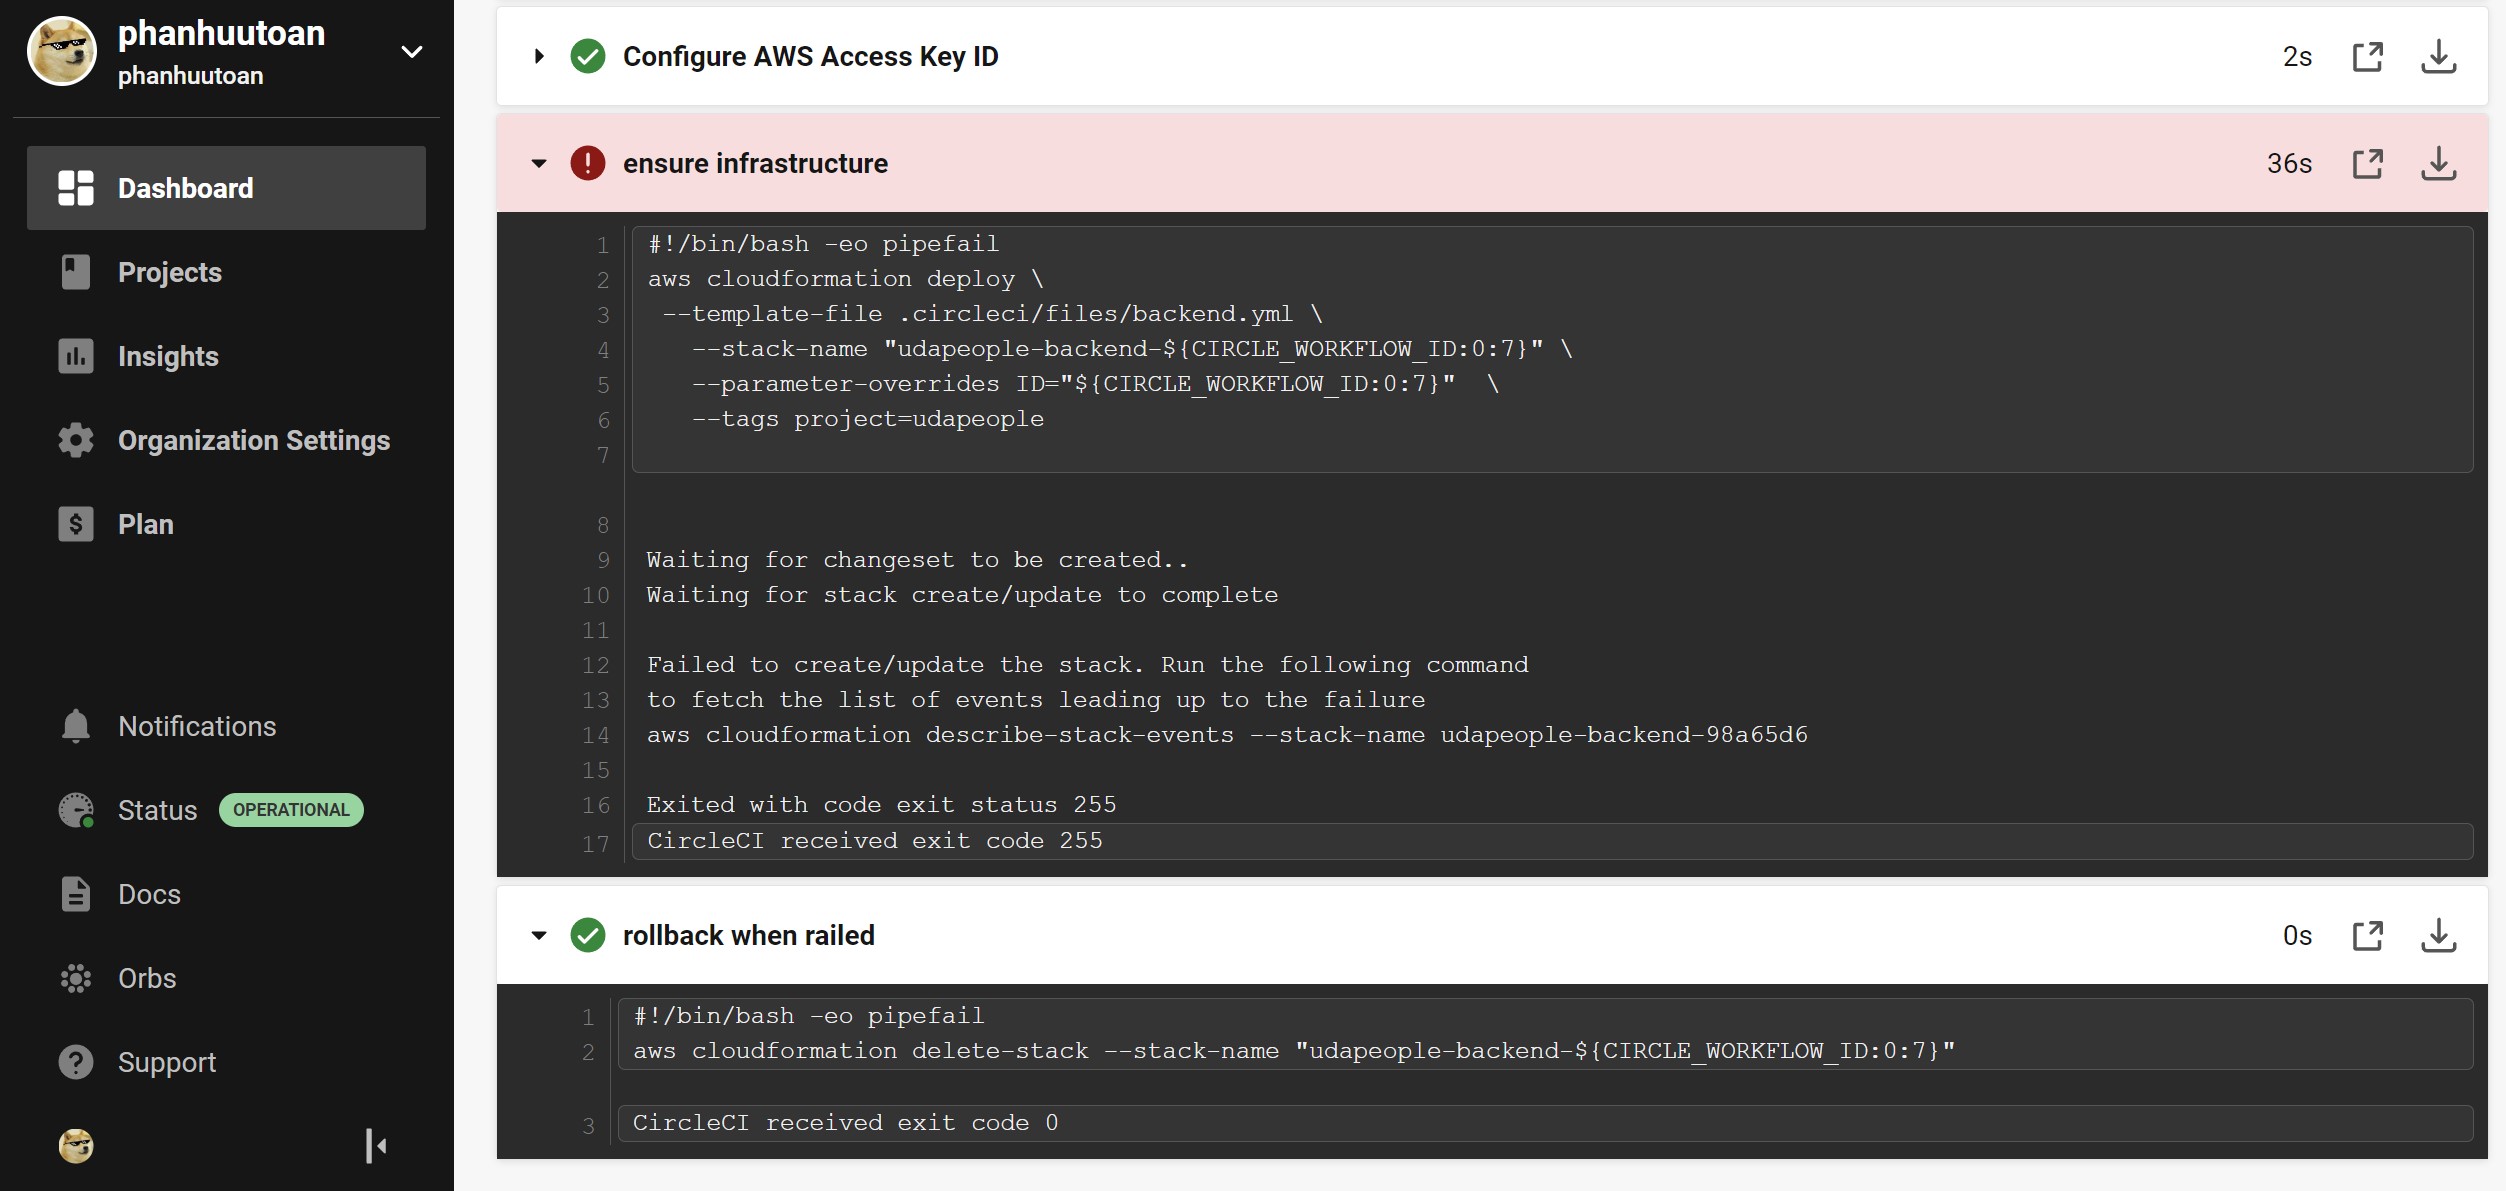 phanhuutoan
phanhuutoan
Dashboard
Projects
Insights
Organization Settings
$ Plan
Notifications
Status OPERATIONAL
Docs
Orbs
? Support
Configure AWS Access Key ID 2s
! ensure infrastructure 36s
1 #!/bin/bash -eo pipefail
2 aws cloudformation deploy \
3  --template-file .circleci/files/backend.yml \
4    --stack-name "udapeople-backend-${CIRCLE_WORKFLOW_ID:0:7}" \
5    --parameter-overrides ID="${CIRCLE_WORKFLOW_ID:0:7}"  \
6    --tags project=udapeople
7
8
9 Waiting for changeset to be created..
10 Waiting for stack create/update to complete
11
12 Failed to create/update the stack. Run the following command
13 to fetch the list of events leading up to the failure
14 aws cloudformation describe-stack-events --stack-name udapeople-backend-98a65d6
15
16 Exited with code exit status 255
17 CircleCI received exit code 255
rollback when railed 0s
1 #!/bin/bash -eo pipefail
2 aws cloudformation delete-stack --stack-name "udapeople-backend-${CIRCLE_WORKFLOW_ID:0:7}"
3 CircleCI received exit code 0